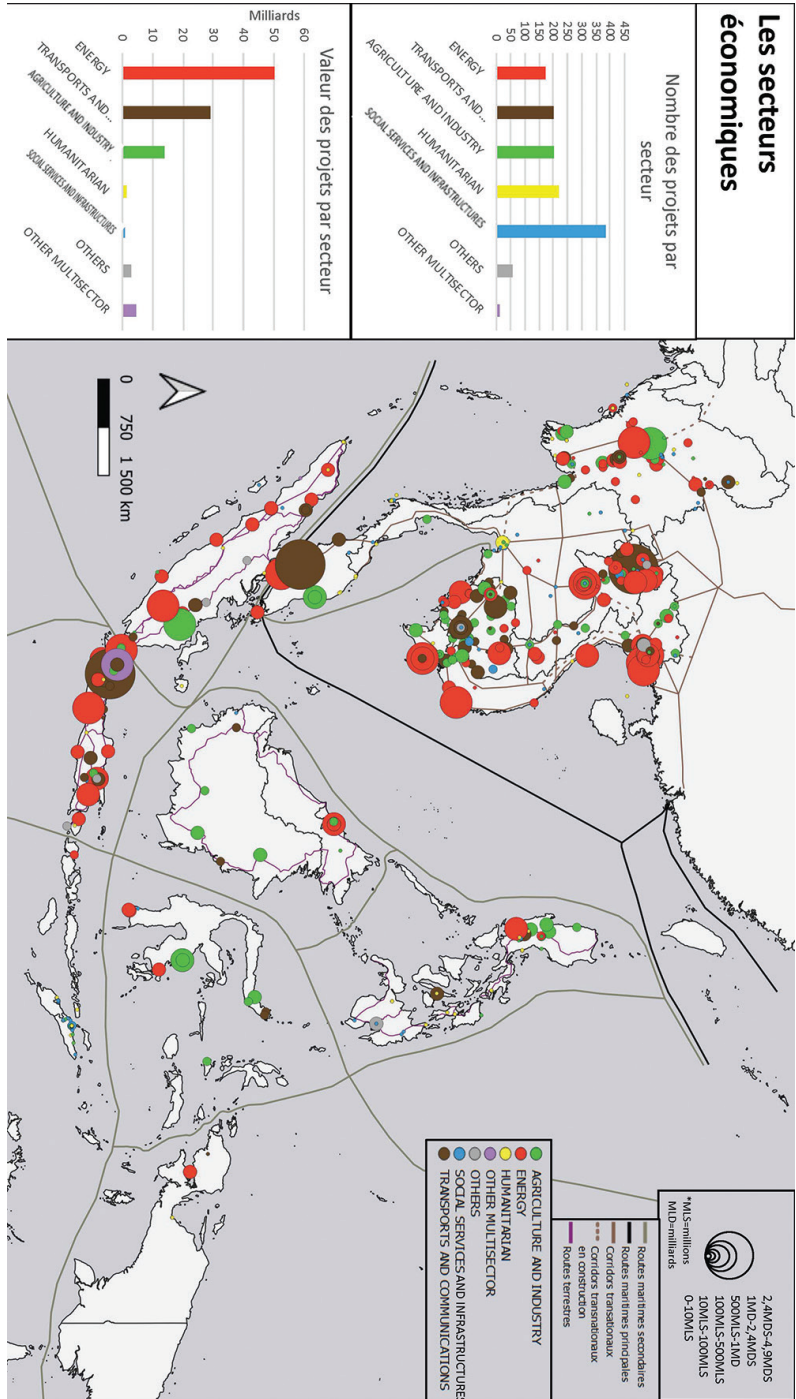 Les secteurs
économiques
Nombre des projets par
secteur
450
400
350
300
250
200
150
100
50
0
ENERGY
TRANSPORTS AND...
AGRICULTURE AND INDUSTRY
HUMANITARIAN
SOCIAL SERVICES AND INFRASTRUCTURES
OTHERS
OTHER MULTISECTOR
Valeur des projets par secteur
Milliards
60
50
40
30
20
10
0
ENERGY
TRANSPORTS AND...
AGRICULTURE AND INDUSTRY
HUMANITARIAN
SOCIAL SERVICES AND INFRASTRUCTURES
OTHERS
OTHER MULTISECTOR
0 750 1 500 km
2,4MDS-4,9MDS
1MD-2,4MDS
500MLS-1MD
100MLS-500MLS
10MLS-100MLS
0-10MLS
*MLS=millions
MLD=milliards
Routes maritimes secondaires
Routes maritimes principales
Corridors transationaux
Corridors transnationaux
en construction
Routes terrestres
AGRICULTURE AND INDUSTRY
ENERGY
HUMANITARIAN
OTHER MULTISECTOR
OTHERS
SOCIAL SERVICES AND INFRASTRUCTURES
TRANSPORTS AND COMMUNICATIONS